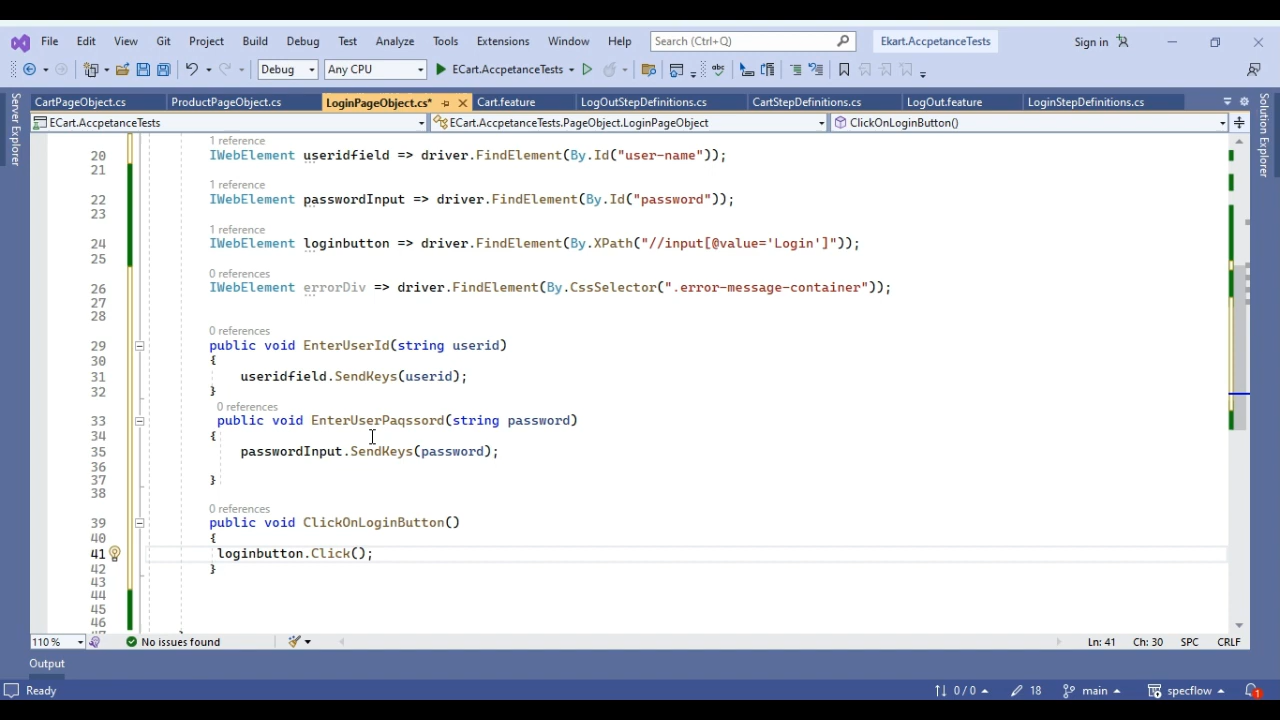 File Edit View Git Project Build Debug Test Analyze Tools Extensions Window Help Search (Ctrl+Q) Ekart.AccpetanceTests Sign in
Debug Any CPU ECart.AccpetanceTests
CartPageObject.cs ProductPageObject.cs LoginPageObject.cs* Cart.feature LogOutStepDefinitions.cs CartStepDefinitions.cs LogOut.feature LoginStepDefinitions.cs
Server Explorer
Solution Explorer
ECart.AccpetanceTests ECart.AccpetanceTests.PageObject.LoginPageObject ClickOnLoginButton()
1 reference
20 IWebElement useridfield => driver.FindElement(By.Id("user-name"));
21
1 reference
22 IWebElement passwordInput => driver.FindElement(By.Id("password"));
23
1 reference
24 IWebElement loginbutton => driver.FindElement(By.XPath("//input[@value='Login']"));
25
0 references
26 IWebElement errorDiv => driver.FindElement(By.CssSelector(".error-message-container"));
27
28
0 references
29 public void EnterUserId(string userid)
30 {
31 useridfield.SendKeys(userid);
32 }
0 references
33 public void EnterUserPaqssord(string password)
34 {
35 passwordInput.SendKeys(password);
36
37 }
38
0 references
39 public void ClickOnLoginButton()
40 {
41 loginbutton.Click();
42 }
43
44
45
46
110 % No issues found Ln: 41 Ch: 30 SPC CRLF
Output
Ready 0 / 0 18 main specflow 1